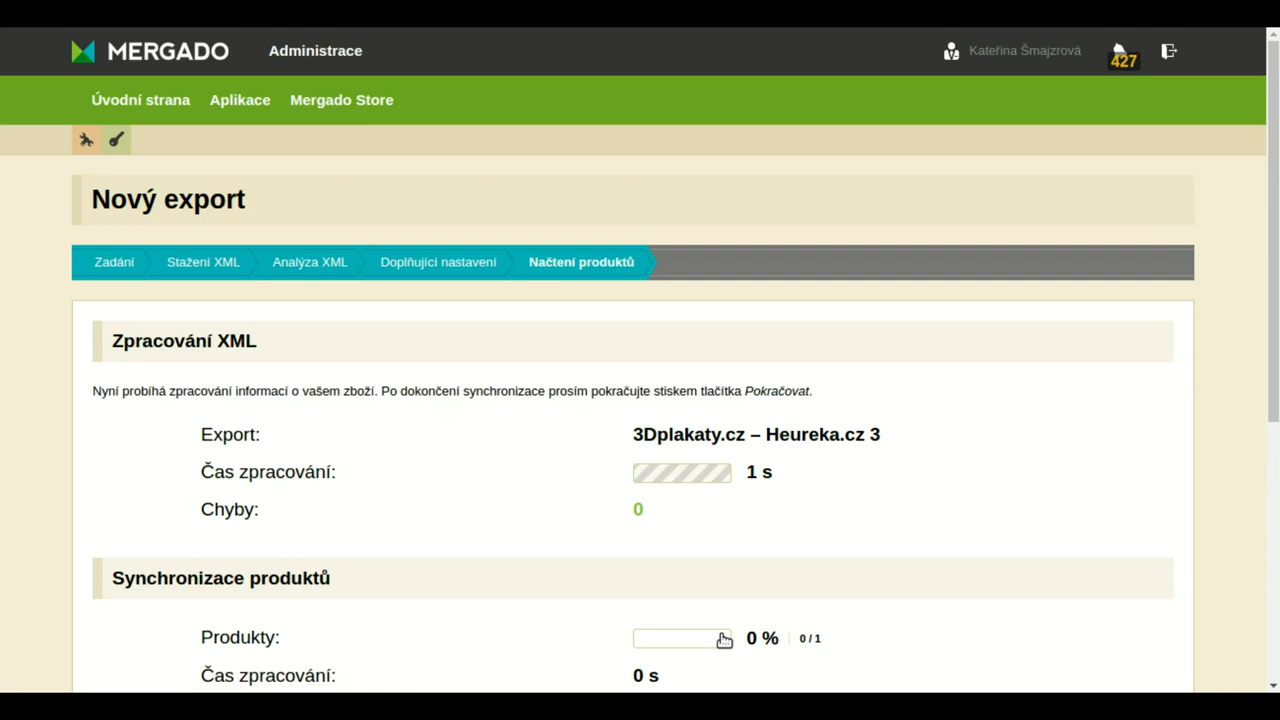 MERGADO
Administrace
Kateřina Šmajzrová
427
Úvodní strana
Aplikace
Mergado Store
Nový export
Zadání
Stažení XML
Analýza XML
Doplňující nastavení
Načtení produktů
Zpracování XML
Nyní probíhá zpracování informací o vašem zboží. Po dokončení synchronizace prosím pokračujte stiskem tlačítka Pokračovat.
Export: 3Dplakaty.cz – Heureka.cz 3
Čas zpracování: 1 s
Chyby: 0
Synchronizace produktů
Produkty: 0 % 0 / 1
Čas zpracování: 0 s